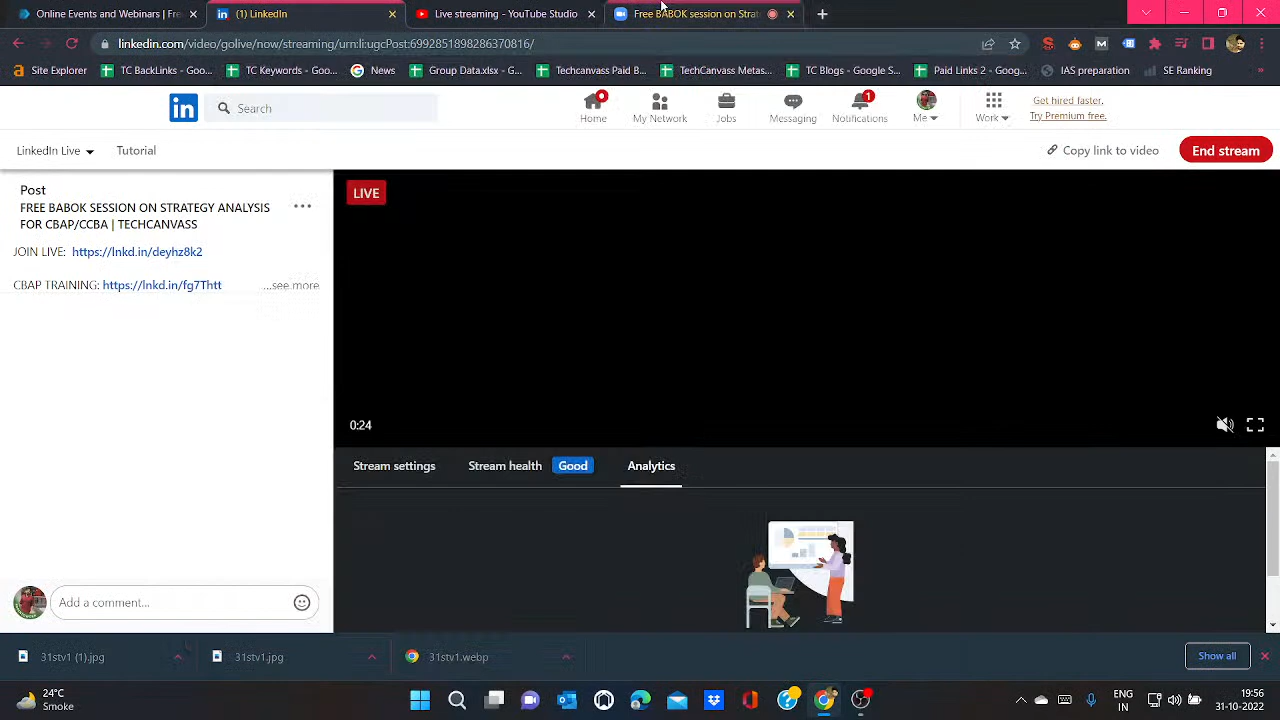 Online Events and Webinars | Fre
(1) LinkedIn
Live streaming - YouTube Studio
Free BABOK session on Strat
linkedin.com/video/golive/now/streaming/urn:li:ugcPost:6992851898286370816/
Site Explorer
TC BackLinks - Goo...
TC Keywords - Goo...
News
Group Data.xlsx - G...
Techcanvass Paid B...
TechCanvass Metas...
TC Blogs - Google S...
Paid Links 2 - Goog...
IAS preparation
SE Ranking
»
in
Search
Home
My Network
Jobs
Messaging
1
Notifications
Me
Work
Get hired faster.
Try Premium free.
LinkedIn Live
Tutorial
Copy link to video
End stream
Post
FREE BABOK SESSION ON STRATEGY ANALYSIS
FOR CBAP/CCBA | TECHCANVASS
JOIN LIVE: https://lnkd.in/deyhz8k2
CBAP TRAINING: https://lnkd.in/fg7Thtt
...see more
LIVE
0:24
Stream settings
Stream health
Good
Analytics
Add a comment...
31stv1 (1).jpg
31stv1.jpg
31stv1.webp
Show all
24°C
Smoke
ENG
IN
19:56
31-10-2022